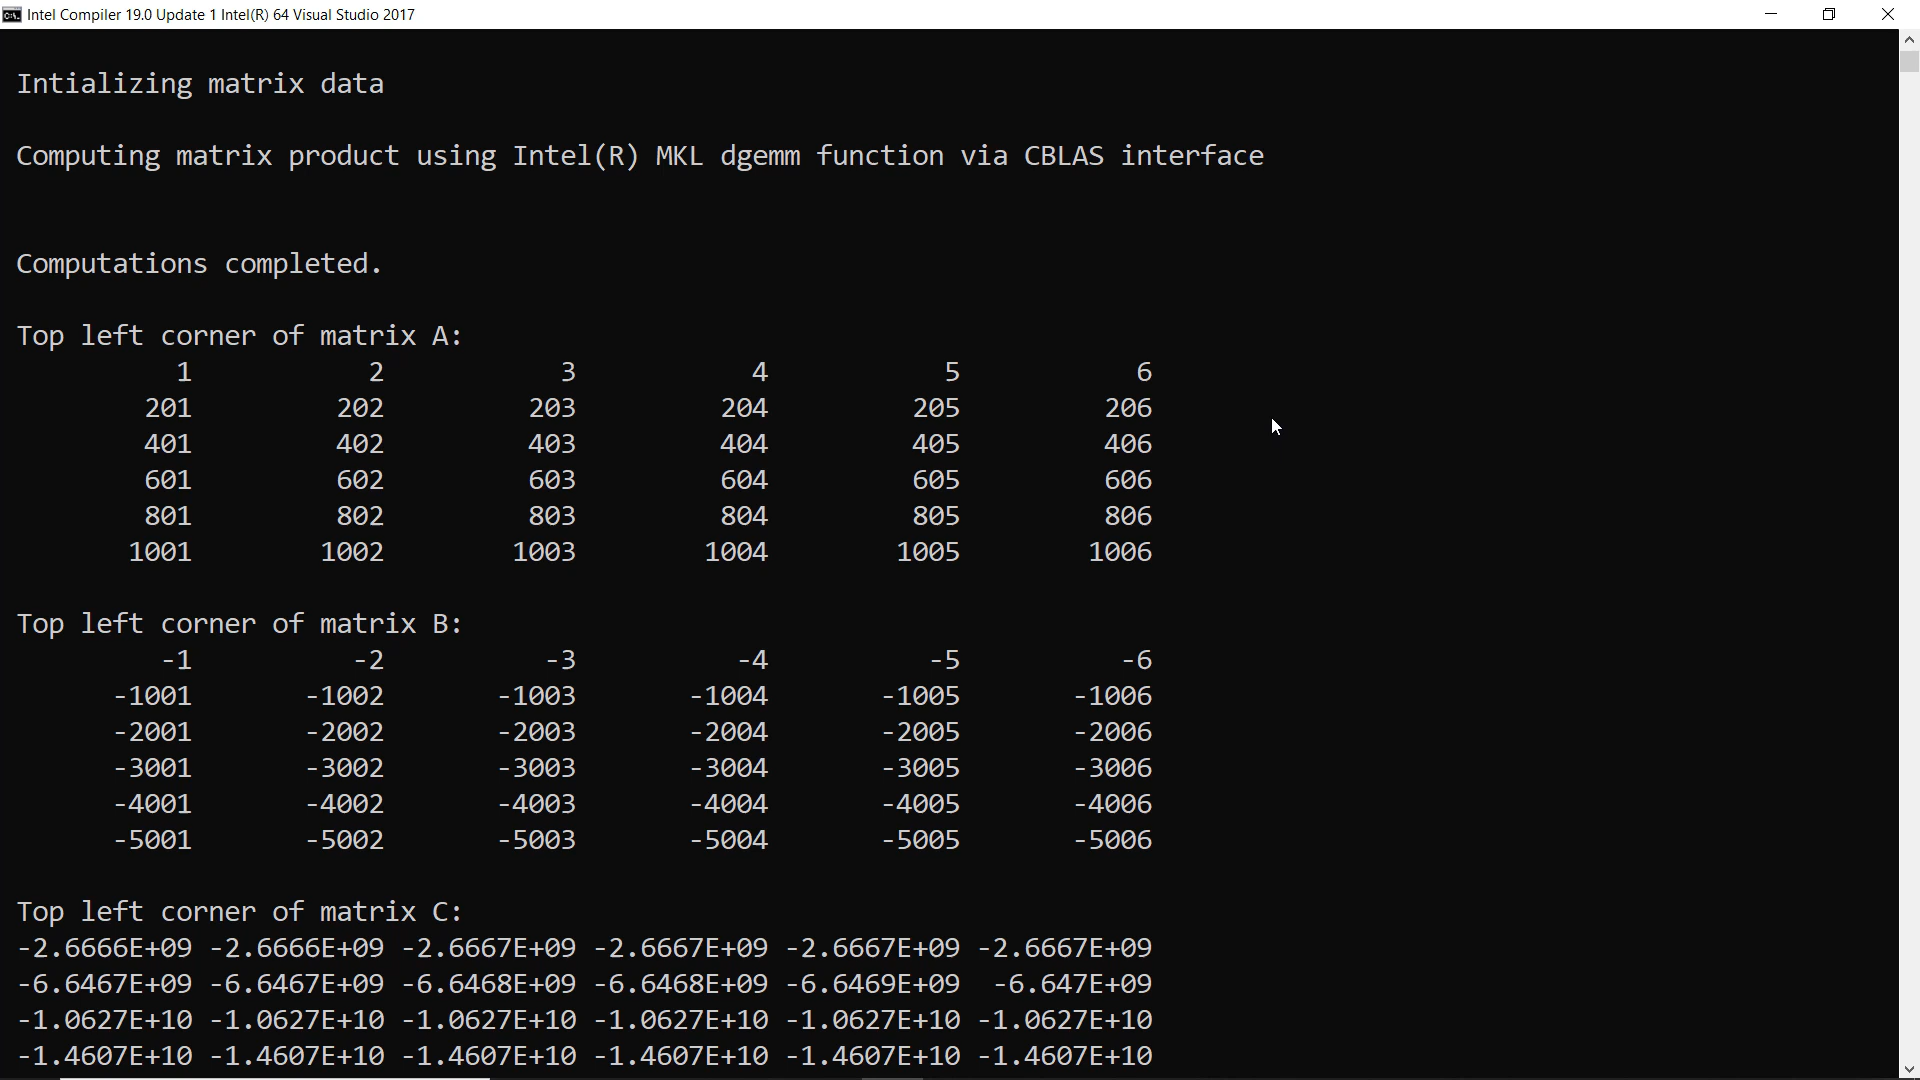 Intel Compiler 19.0 Update 1 Intel(R) 64 Visual Studio 2017
Intializing matrix data
Computing matrix product using Intel(R) MKL dgemm function via CBLAS interface
Computations completed.
Top left corner of matrix A:
1 2 3 4 5 6
201 202 203 204 205 206
401 402 403 404 405 406
601 602 603 604 605 606
801 802 803 804 805 806
1001 1002 1003 1004 1005 1006
Top left corner of matrix B:
-1 -2 -3 -4 -5 -6
-1001 -1002 -1003 -1004 -1005 -1006
-2001 -2002 -2003 -2004 -2005 -2006
-3001 -3002 -3003 -3004 -3005 -3006
-4001 -4002 -4003 -4004 -4005 -4006
-5001 -5002 -5003 -5004 -5005 -5006
Top left corner of matrix C:
-2.6666E+09 -2.6666E+09 -2.6667E+09 -2.6667E+09 -2.6667E+09 -2.6667E+09
-6.6467E+09 -6.6467E+09 -6.6468E+09 -6.6468E+09 -6.6469E+09 -6.647E+09
-1.0627E+10 -1.0627E+10 -1.0627E+10 -1.0627E+10 -1.0627E+10 -1.0627E+10
-1.4607E+10 -1.4607E+10 -1.4607E+10 -1.4607E+10 -1.4607E+10 -1.4607E+10